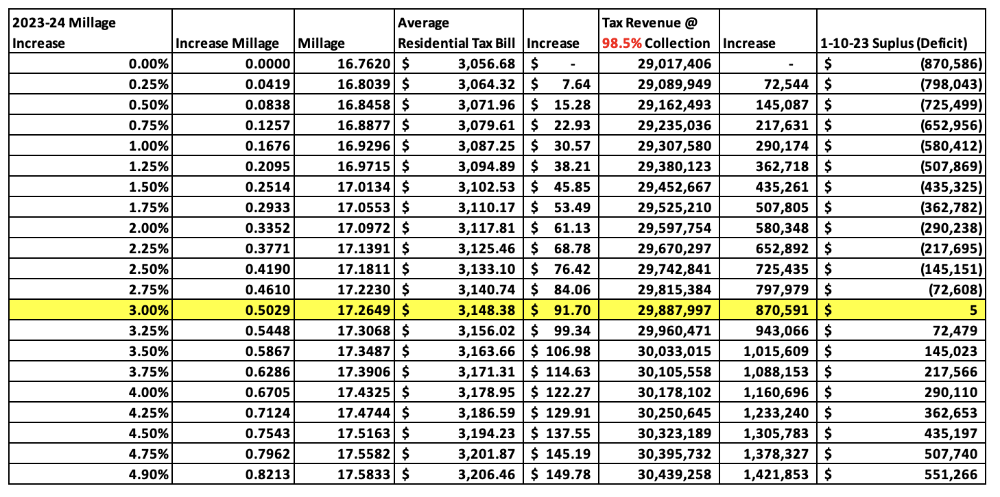 2023-24 Millage Increase | Increase Millage | Millage | Average Residential Tax Bill | Increase | Tax Revenue @ 98.5% Collection | Increase | 1-10-23 Suplus (Deficit)
0.00% 0.0000 16.7620 $ 3,056.68 $ - 29,017,406 - $ (870,586)
0.25% 0.0419 16.8039 $ 3,064.32 $ 7.64 29,089,949 72,544 $ (798,043)
0.50% 0.0838 16.8458 $ 3,071.96 $ 15.28 29,162,493 145,087 $ (725,499)
0.75% 0.1257 16.8877 $ 3,079.61 $ 22.93 29,235,036 217,631 $ (652,956)
1.00% 0.1676 16.9296 $ 3,087.25 $ 30.57 29,307,580 290,174 $ (580,412)
1.25% 0.2095 16.9715 $ 3,094.89 $ 38.21 29,380,123 362,718 $ (507,869)
1.50% 0.2514 17.0134 $ 3,102.53 $ 45.85 29,452,667 435,261 $ (435,325)
1.75% 0.2933 17.0553 $ 3,110.17 $ 53.49 29,525,210 507,805 $ (362,782)
2.00% 0.3352 17.0972 $ 3,117.81 $ 61.13 29,597,754 580,348 $ (290,238)
2.25% 0.3771 17.1391 $ 3,125.46 $ 68.78 29,670,297 652,892 $ (217,695)
2.50% 0.4190 17.1811 $ 3,133.10 $ 76.42 29,742,841 725,435 $ (145,151)
2.75% 0.4610 17.2230 $ 3,140.74 $ 84.06 29,815,384 797,979 $ (72,608)
3.00% 0.5029 17.2649 $ 3,148.38 $ 91.70 29,887,997 870,591 $ 5
3.25% 0.5448 17.3068 $ 3,156.02 $ 99.34 29,960,471 943,066 $ 72,479
3.50% 0.5867 17.3487 $ 3,163.66 $ 106.98 30,033,015 1,015,609 $ 145,023
3.75% 0.6286 17.3906 $ 3,171.31 $ 114.63 30,105,558 1,088,153 $ 217,566
4.00% 0.6705 17.4325 $ 3,178.95 $ 122.27 30,178,102 1,160,696 $ 290,110
4.25% 0.7124 17.4744 $ 3,186.59 $ 129.91 30,250,645 1,233,240 $ 362,653
4.50% 0.7543 17.5163 $ 3,194.23 $ 137.55 30,323,189 1,305,783 $ 435,197
4.75% 0.7962 17.5582 $ 3,201.87 $ 145.19 30,395,732 1,378,327 $ 507,740
4.90% 0.8213 17.5833 $ 3,206.46 $ 149.78 30,439,258 1,421,853 $ 551,266